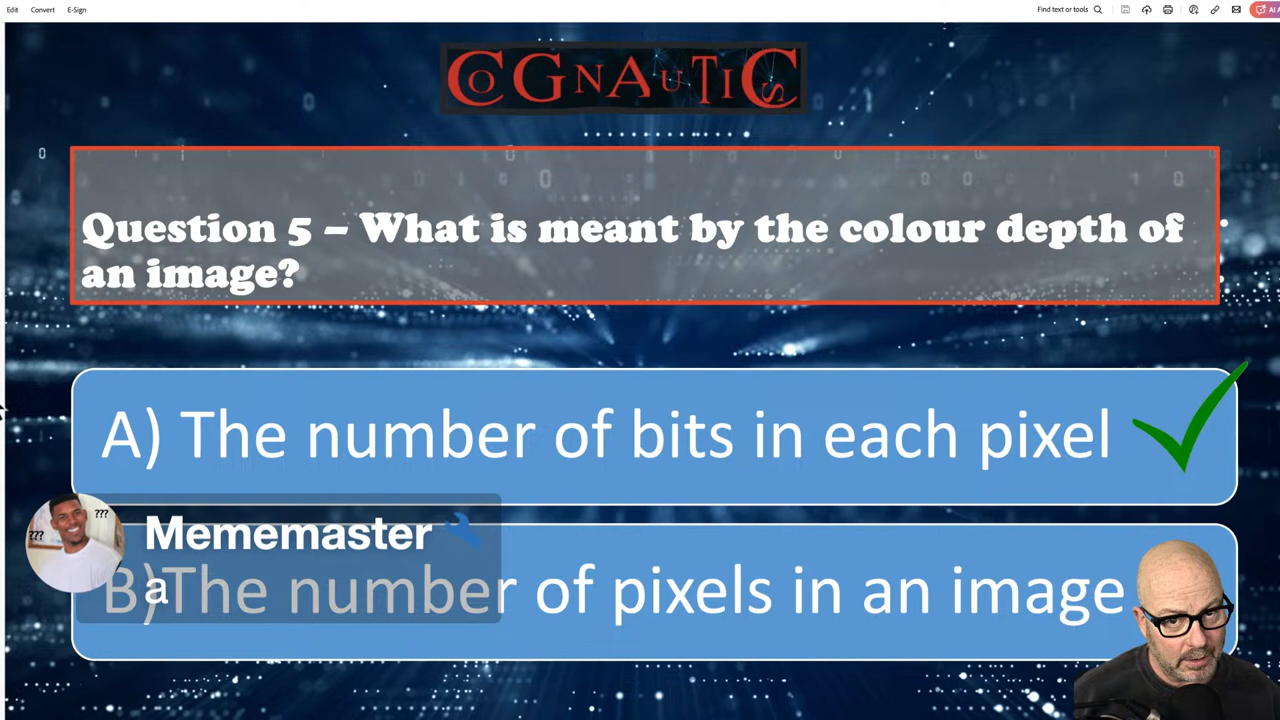 Edit Convert E-Sign Find text or tools AI A
COGNAUTICS
Question 5 – What is meant by the colour depth of
an image?
A) The number of bits in each pixel
??? ???
Mememaster
a
B) The number of pixels in an image